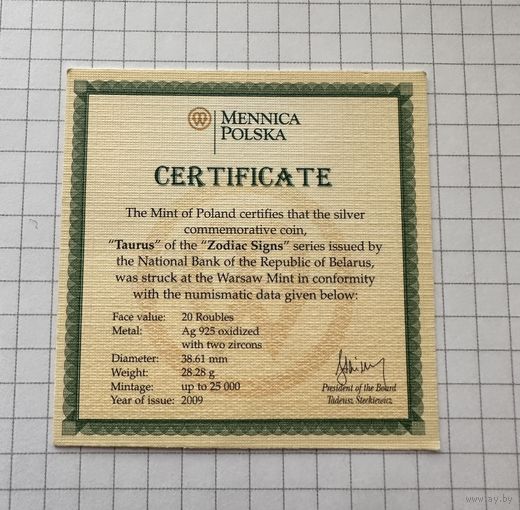 MENNICA
POLSKA
CERTIFICATE
The Mint of Poland certifies that the silver
commemorative coin,
"Taurus" of the "Zodiac Signs" series issued by
the National Bank of the Republic of Belarus,
was struck at the Warsaw Mint in conformity
with the numismatic data given below:
Face value: 20 Roubles
Metal: Ag 925 oxidized
with two zircons
Diameter: 38.61 mm
Weight: 28.28 g
Mintage: up to 25 000
Year of issue: 2009
President of the Board
Tadeusz Steckiewicz
www.ay.by